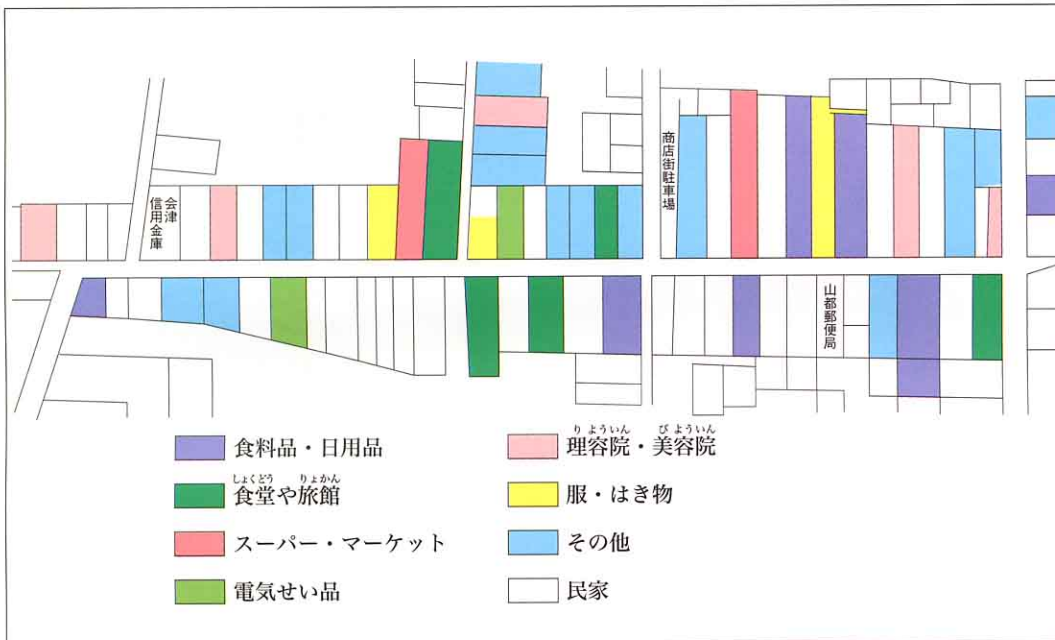 会津
信用金庫
商店街駐車場
山都郵便局
食料品・日用品
しょくどう りょかん
食堂や旅館
スーパー・マーケット
電気せい品
りよういん びよういん
理容院・美容院
服・はき物
その他
民家